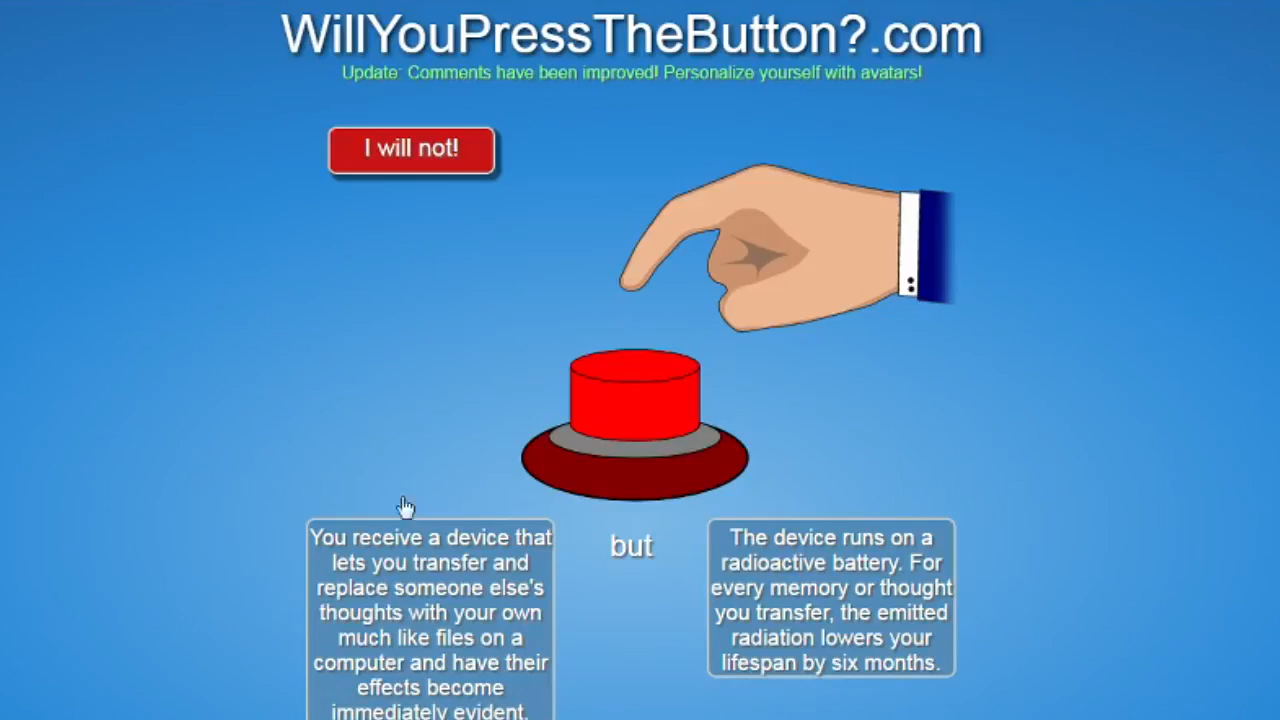 WillYouPressTheButton?.com
Update: Comments have been improved! Personalize yourself with avatars!
I will not!
You receive a device that
lets you transfer and
replace someone else's
thoughts with your own
much like files on a
computer and have their
effects become
immediately evident.
but
The device runs on a
radioactive battery. For
every memory or thought
you transfer, the emitted
radiation lowers your
lifespan by six months.